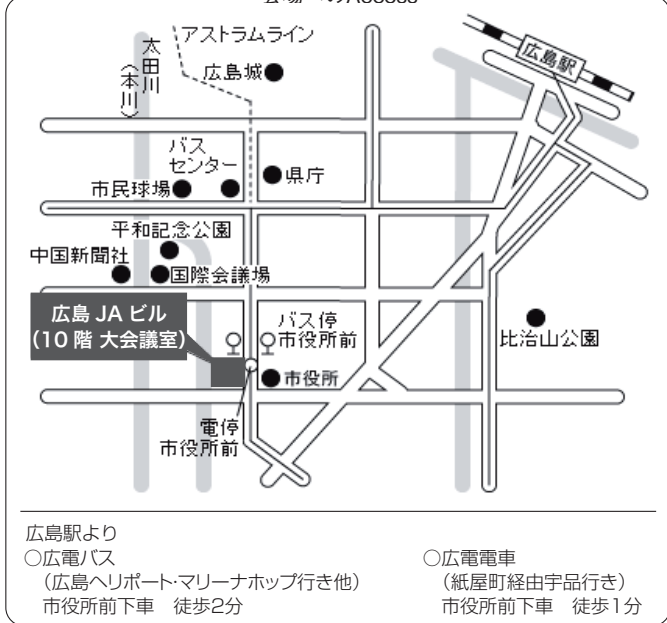 アストラムライン
太田川
(本川)
広島城
広島駅
バス
センター
県庁
市民球場
平和記念公園
中国新聞社
国際会議場
広島 JA ビル
(10 階 大会議室)
バス停
市役所前
比治山公園
市役所
電停
市役所前
広島駅より
○広電バス
(広島ヘリポート・マリーナホップ行き他)
市役所前下車 徒歩2分
○広電電車
(紙屋町経由宇品行き)
市役所前下車 徒歩1分